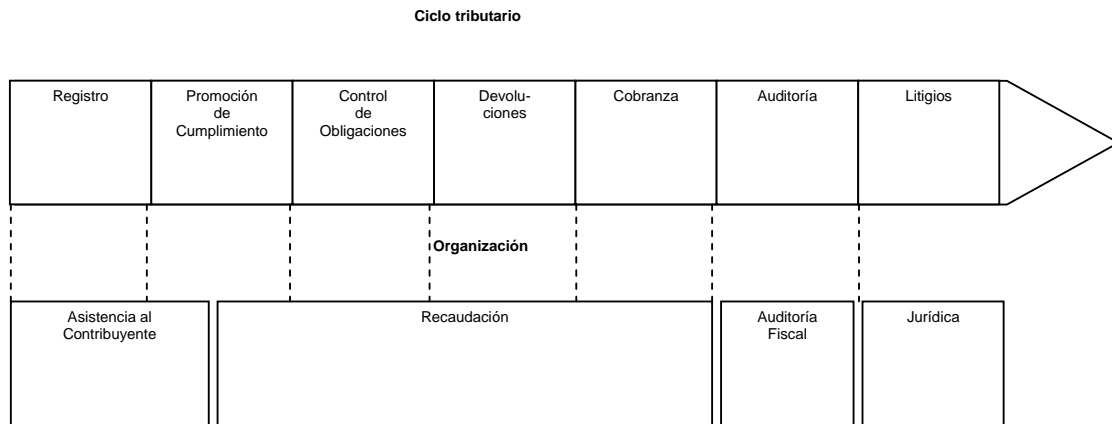 Ciclo tributario
Registro
Promoción
de
Cumplimiento
Control
de
Obligaciones
Devolu-
ciones
Cobranza
Auditoría
Litigios
Organización
Asistencia al
Contribuyente
Recaudación
Auditoría
Fiscal
Jurídica